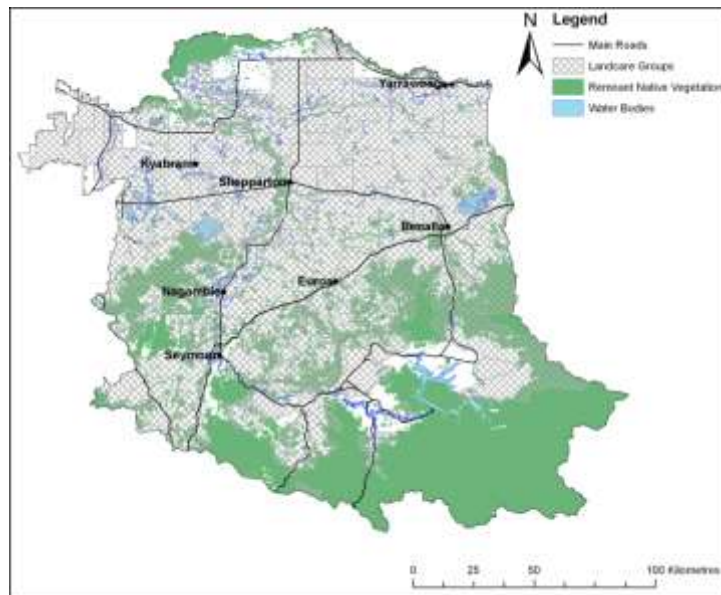 N
Legend
Main Roads
Landcare Groups
Remnant Native Vegetation
Water Bodies
Yarrawonga
Kyabram
Shepparton
Benalla
Euroa
Nagambie
Seymour
0 25 50 100 Kilometres